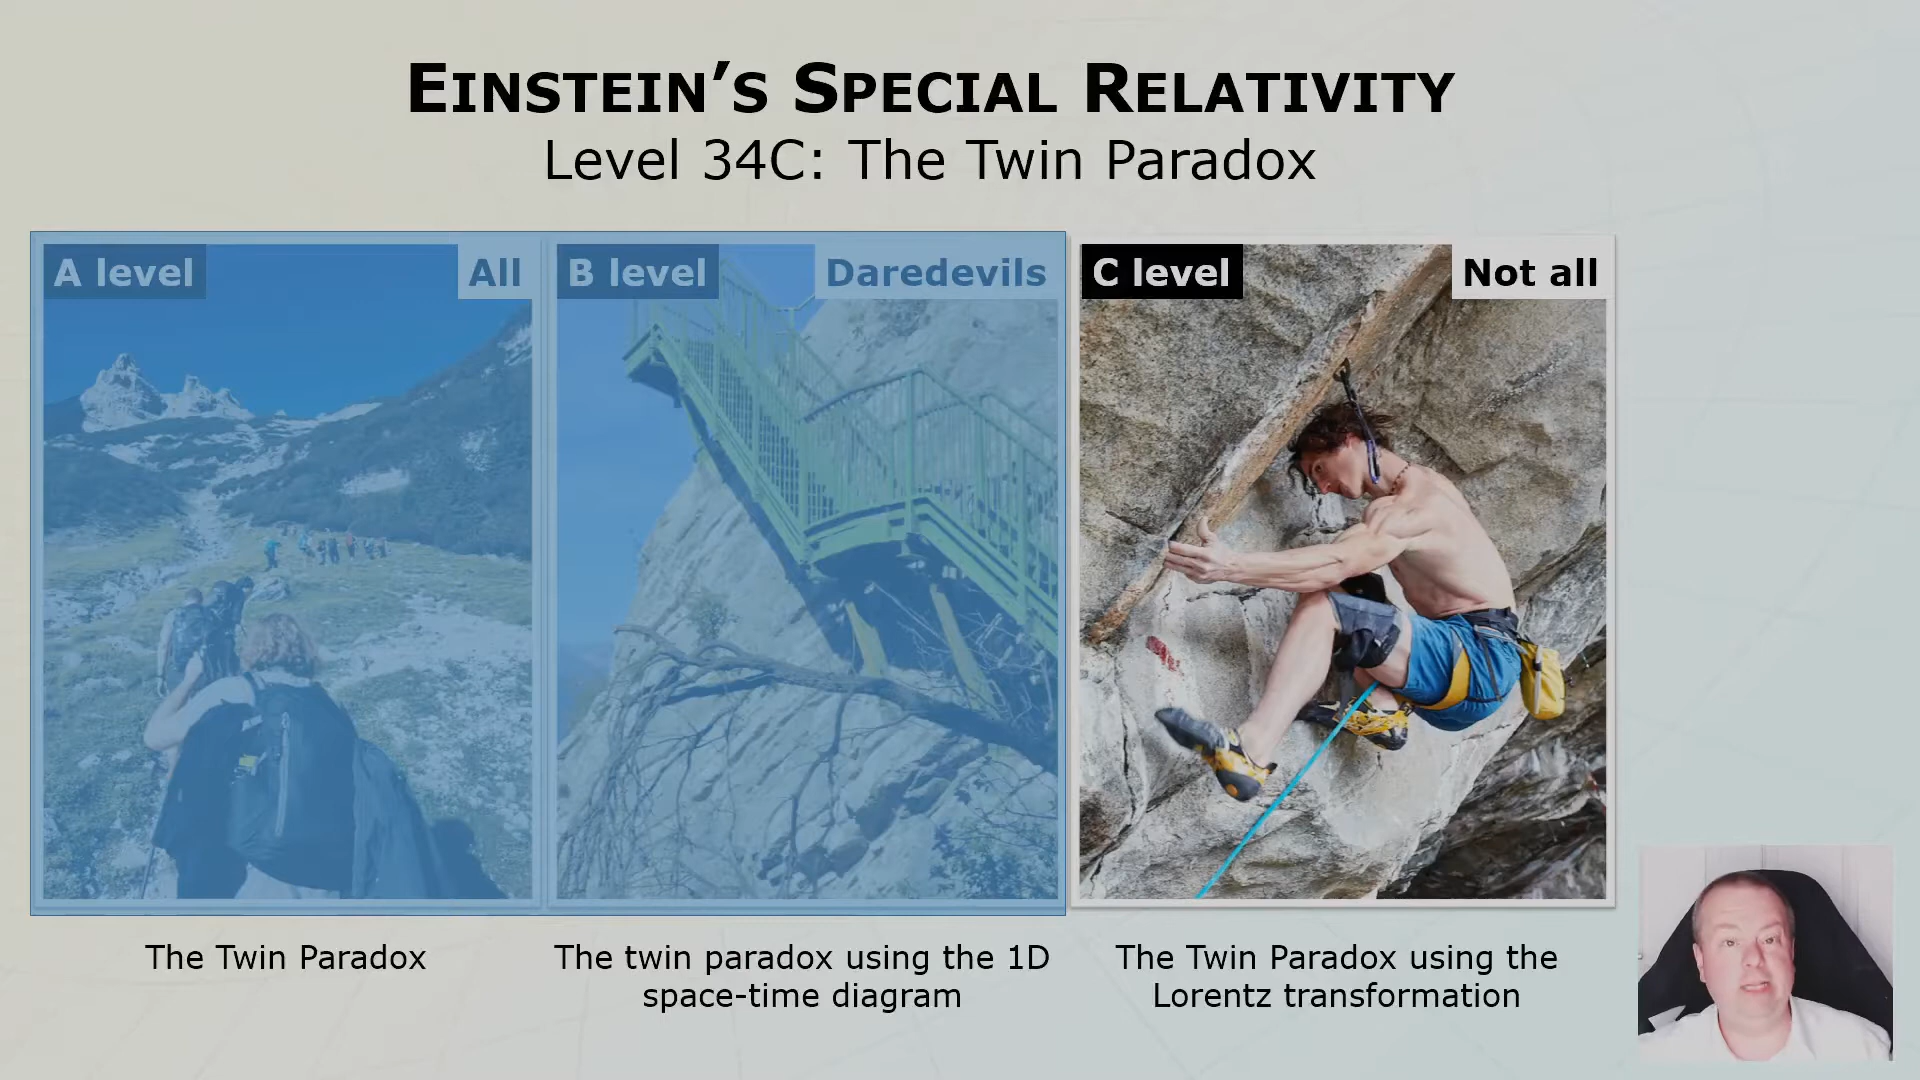 EINSTEIN’S SPECIAL RELATIVITY
Level 34C: The Twin Paradox
A level
All
B level
Daredevils
C level
Not all
The Twin Paradox
The twin paradox using the 1D
space-time diagram
The Twin Paradox using the
Lorentz transformation